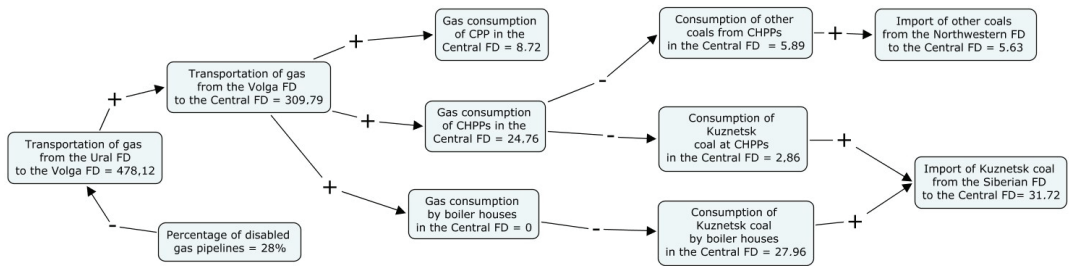 Gas consumption
of CPP in the
Central FD = 8.72
Consumption of other
coals from CHPPs
in the Central FD  = 5.89
Import of other coals
from the Northwestern FD
to the Central FD = 5.63
+
+
-
Transportation of gas
from the Volga FD
to the Central FD = 309.79
+
+
Gas consumption
of CHPPs in the
Central FD = 24.76
-
Consumption of
Kuznetsk
coal at CHPPs
in the Central FD = 2,86
+
Transportation of gas
from the Ural FD
to the Volga FD = 478,12
Import of Kuznetsk coal
from the Siberian FD
to the Central FD= 31.72
+
Gas consumption
by boiler houses
in the Central FD = 0
-
Consumption of
Kuznetsk coal
by boiler houses
in the Central FD = 27.96
+
-
Percentage of disabled
gas pipelines = 28%